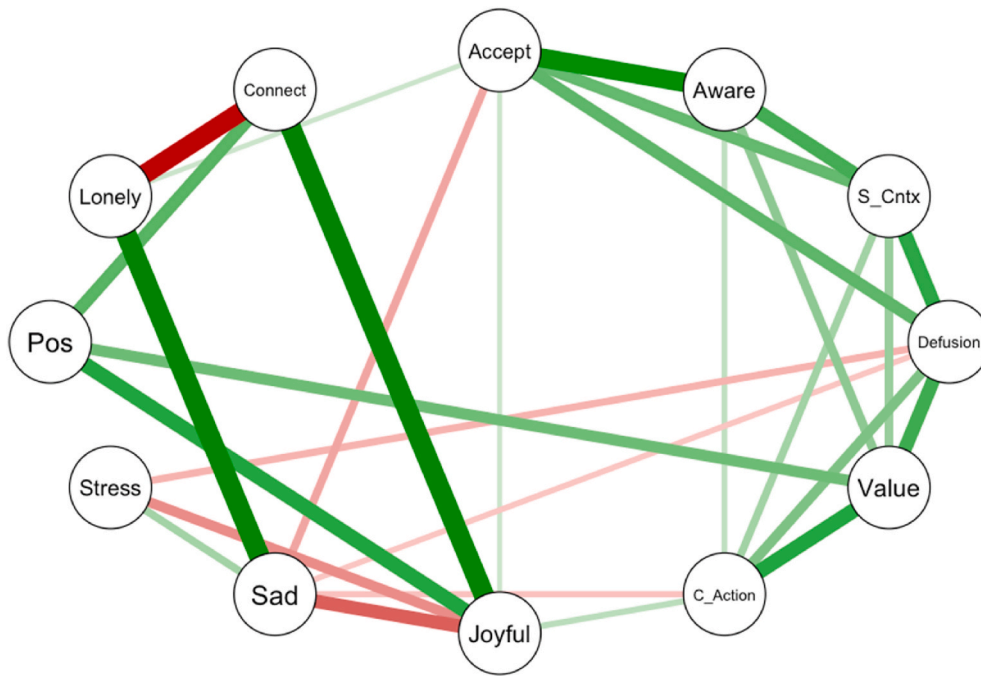 Accept
Connect
Aware
Lonely
S_Cntx
Pos
Defusion
Stress
Value
Sad
C_Action
Joyful